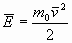 E̅ = m₀v̅²/2